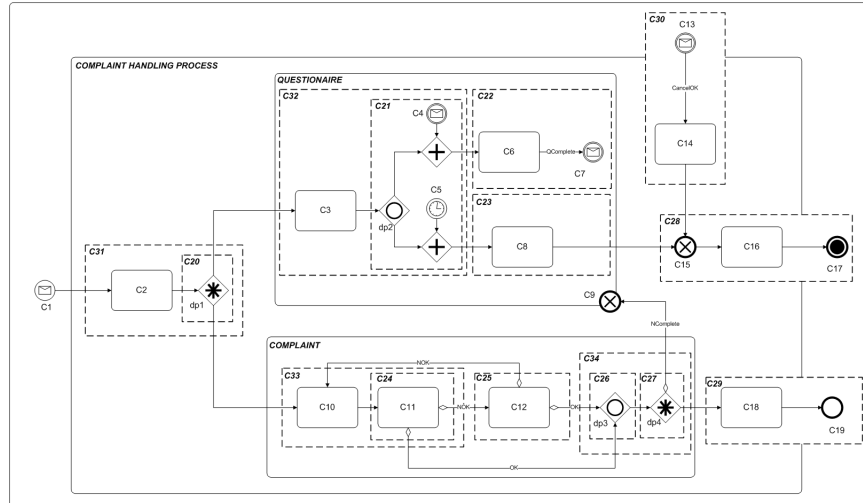 C30
C13
COMPLAINT HANDLING PROCESS
QUESTIONAIRE
C32
C21
C22
C4
CancelOK
C14
C6
QComplete
C7
C5
C3
dp2
C23
C8
C28
C15
C16
C17
C31
C20
C2
dp1
C1
C9
NComplete
COMPLAINT
C34
NOK
C33
C24
C25
C26
C27
C29
C10
C11
NOK
C12
OK
dp3
dp4
C18
C19
OK